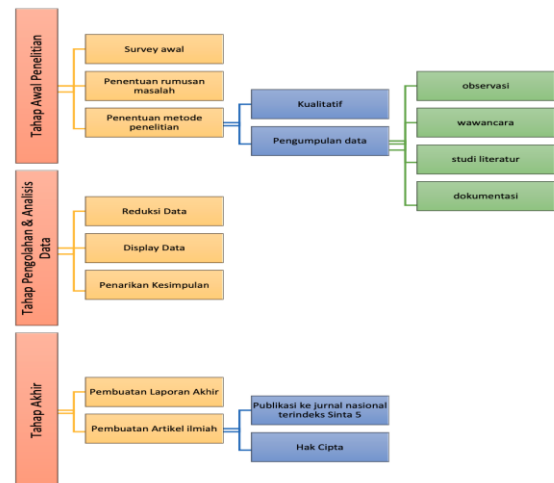 Tahap Awal Penelitian
Survey awal
Penentuan rumusan
masalah
Penentuan metode
penelitian
Kualitatif
Pengumpulan data
observasi
wawancara
studi literatur
dokumentasi
Tahap Pengolahan & Analisis
Data
Reduksi Data
Display Data
Penarikan Kesimpulan
Tahap Akhir
Pembuatan Laporan Akhir
Pembuatan Artikel ilmiah
Publikasi ke jurnal nasional
terindeks Sinta 5
Hak Cipta